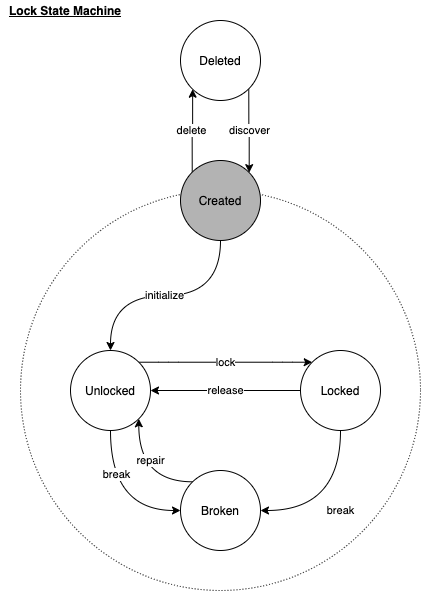 Lock State Machine
Deleted
delete
discover
Created
initialize
lock
Unlocked
release
Locked
repair
break
Broken
break